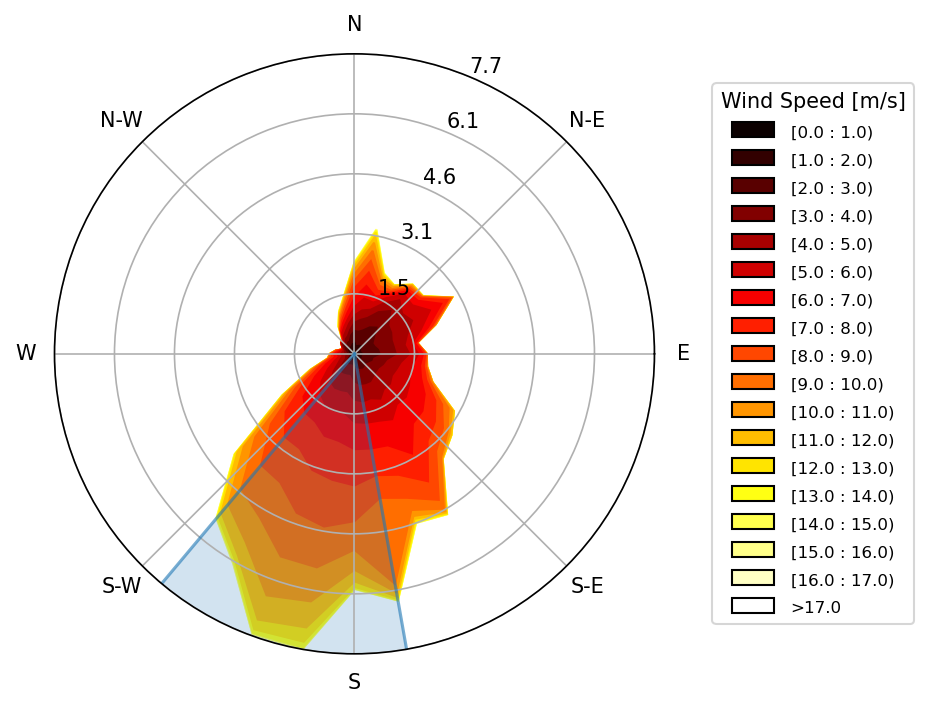 N
N-W
N-E
W
E
S-W
S-E
S
7.7
6.1
4.6
3.1
1.5
Wind Speed [m/s]
[0.0 : 1.0)
[1.0 : 2.0)
[2.0 : 3.0)
[3.0 : 4.0)
[4.0 : 5.0)
[5.0 : 6.0)
[6.0 : 7.0)
[7.0 : 8.0)
[8.0 : 9.0)
[9.0 : 10.0)
[10.0 : 11.0)
[11.0 : 12.0)
[12.0 : 13.0)
[13.0 : 14.0)
[14.0 : 15.0)
[15.0 : 16.0)
[16.0 : 17.0)
>17.0